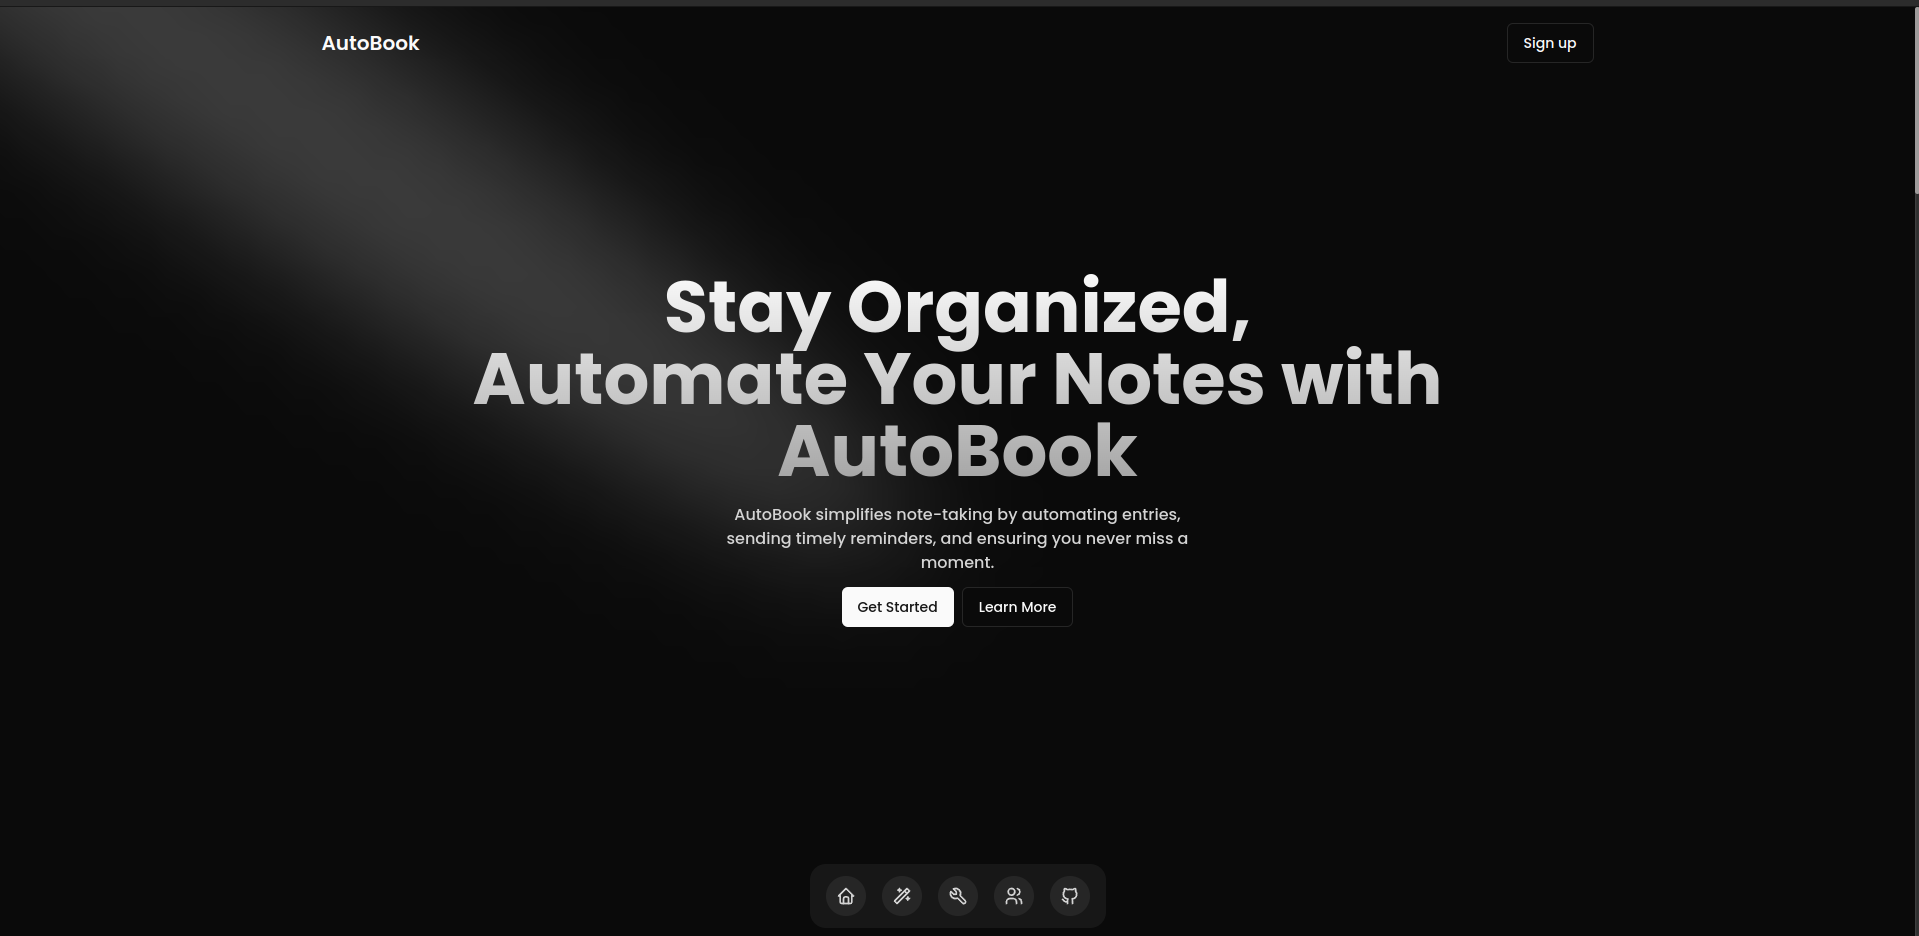 AutoBook
Sign up
Stay Organized,
Automate Your Notes with
AutoBook
AutoBook simplifies note-taking by automating entries,
sending timely reminders, and ensuring you never miss a
moment.
Get Started
Learn More